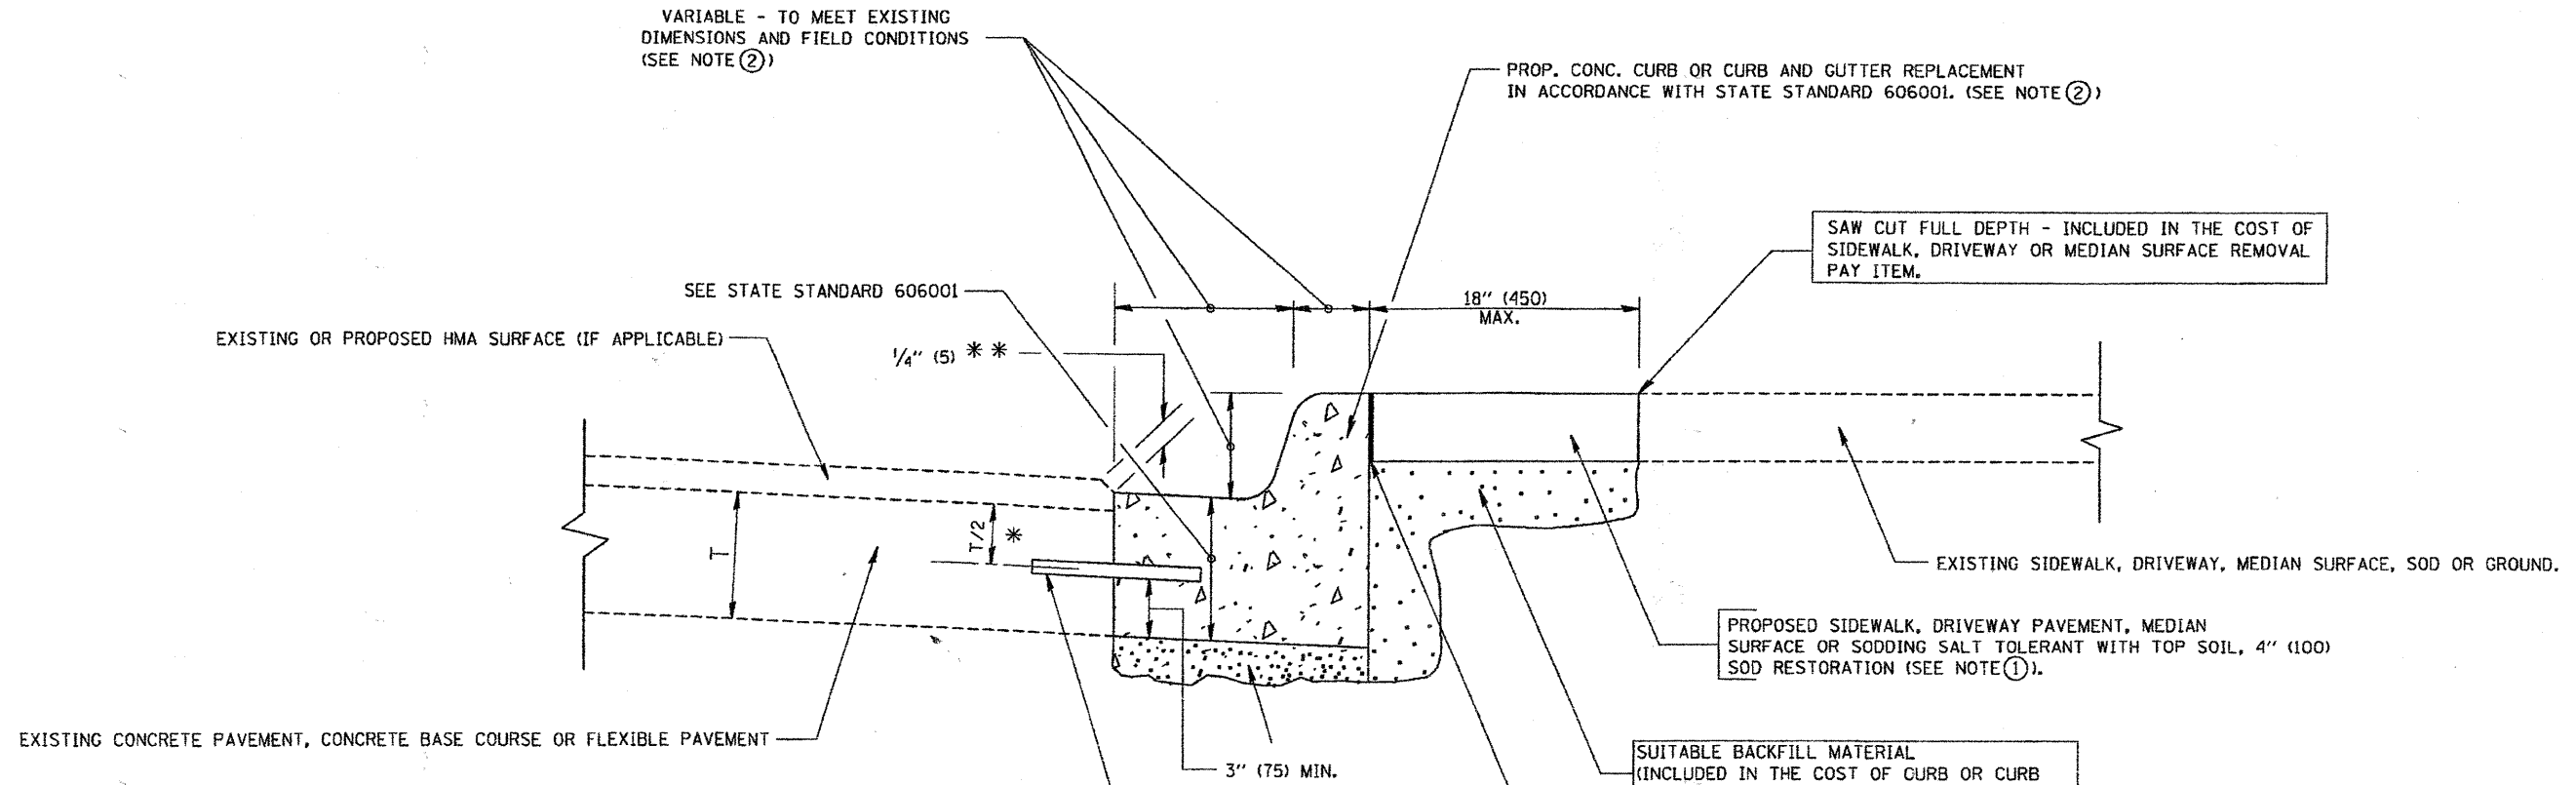 VARIABLE - TO MEET EXISTING
DIMENSIONS AND FIELD CONDITIONS
(SEE NOTE ②)
PROP. CONC. CURB OR CURB AND GUTTER REPLACEMENT
IN ACCORDANCE WITH STATE STANDARD 606001. (SEE NOTE ②)
SAW CUT FULL DEPTH - INCLUDED IN THE COST OF
SIDEWALK, DRIVEWAY OR MEDIAN SURFACE REMOVAL
PAY ITEM.
SEE STATE STANDARD 606001
18" (450)
MAX.
EXISTING OR PROPOSED HMA SURFACE (IF APPLICABLE)
1/4" (5) * *
T
T/2 *
EXISTING SIDEWALK, DRIVEWAY, MEDIAN SURFACE, SOD OR GROUND.
PROPOSED SIDEWALK, DRIVEWAY PAVEMENT, MEDIAN
SURFACE OR SODDING SALT TOLERANT WITH TOP SOIL, 4" (100)
SOD RESTORATION (SEE NOTE ①).
EXISTING CONCRETE PAVEMENT, CONCRETE BASE COURSE OR FLEXIBLE PAVEMENT
3" (75) MIN.
SUITABLE BACKFILL MATERIAL
(INCLUDED IN THE COST OF CURB OR CURB